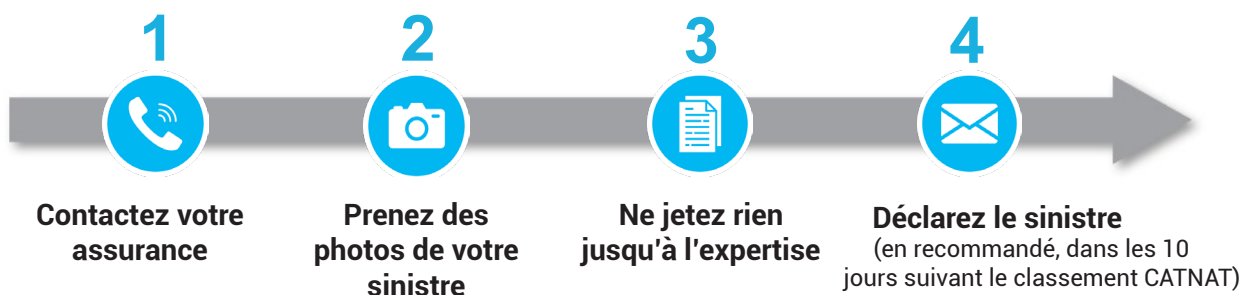 1
2
3
4
Contactez votre
assurance
Prenez des
photos de votre
sinistre
Ne jetez rien
jusqu'à l'expertise
Déclarez le sinistre
(en recommandé, dans les 10
jours suivant le classement CATNAT)